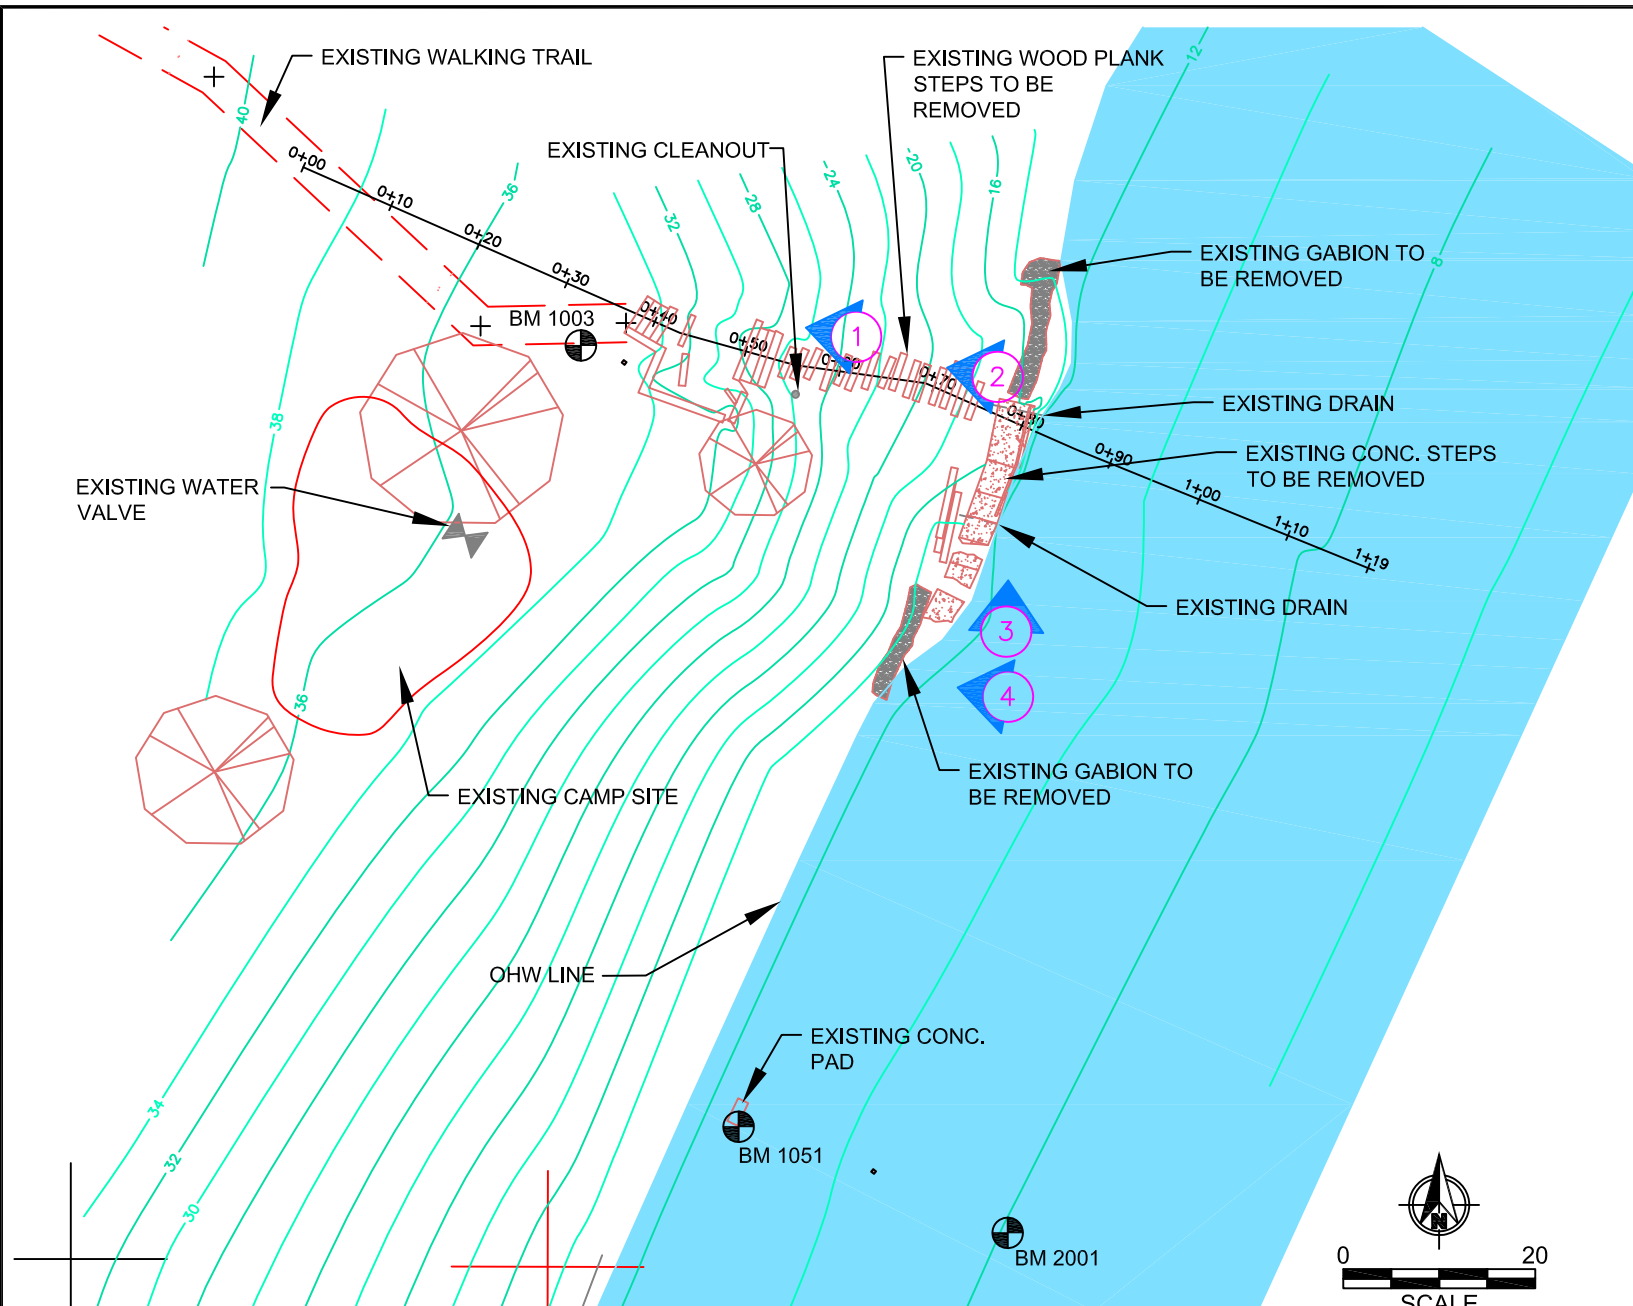 EXISTING WALKING TRAIL
EXISTING WOOD PLANK
STEPS TO BE
REMOVED
12
40
EXISTING CLEANOUT
0+00
0+10
36
24
20
16
32
28
0+20
0+30
EXISTING GABION TO
BE REMOVED
8
BM 1003
0+40
0+50
1
0+70
2
38
EXISTING DRAIN
0+80
0+90
EXISTING CONC. STEPS
TO BE REMOVED
EXISTING WATER
VALVE
1+00
1+10
1+19
EXISTING DRAIN
3
36
4
EXISTING GABION TO
BE REMOVED
EXISTING CAMP SITE
OHW LINE
EXISTING CONC.
PAD
34
BM 1051
32
30
BM 2001
N
0 20
SCALE